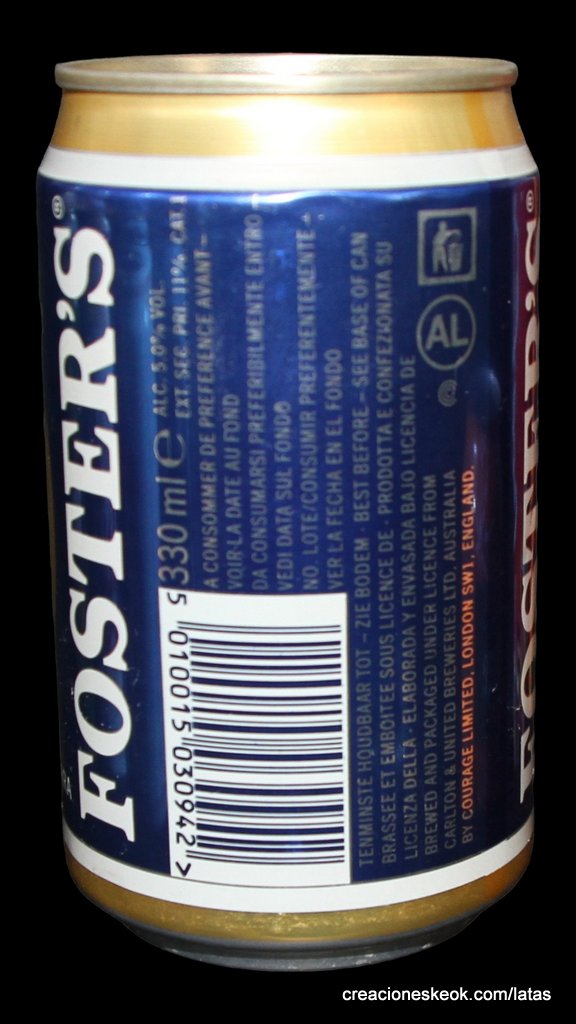 FOSTER'S®
330 ml e
ALC. 5.0% VOL.
EXT. SEC. PRI. 11% CAT.
A CONSOMMER DE PREFERENCE AVANT–
VOIR LA DATE AU FOND
DA CONSUMARSI PREFERIBILMENTE ENTRO –
VEDI DATA SUL FONDO
NO. LOTE/CONSUMIR PREFERENTEMENTE –
VER LA FECHA EN EL FONDO
TENMINSTE HOUDBAAR TOT – ZIE BODEM · BEST BEFORE – SEE BASE OF CAN
BRASSEE ET EMBOITEE SOUS LICENCE DE · PRODOTTA E CONFEZIONATA SU
LICENZA DELLA · ELABORADA Y ENVASADA BAJO LICENCIA DE
BREWED AND PACKAGED UNDER LICENCE FROM
CARLTON & UNITED BREWERIES LTD. AUSTRALIA
BY COURAGE LIMITED, LONDON SW1, ENGLAND.
AL
5 010015 030942 >
FOSTER'S®
creacioneskeok.com/latas